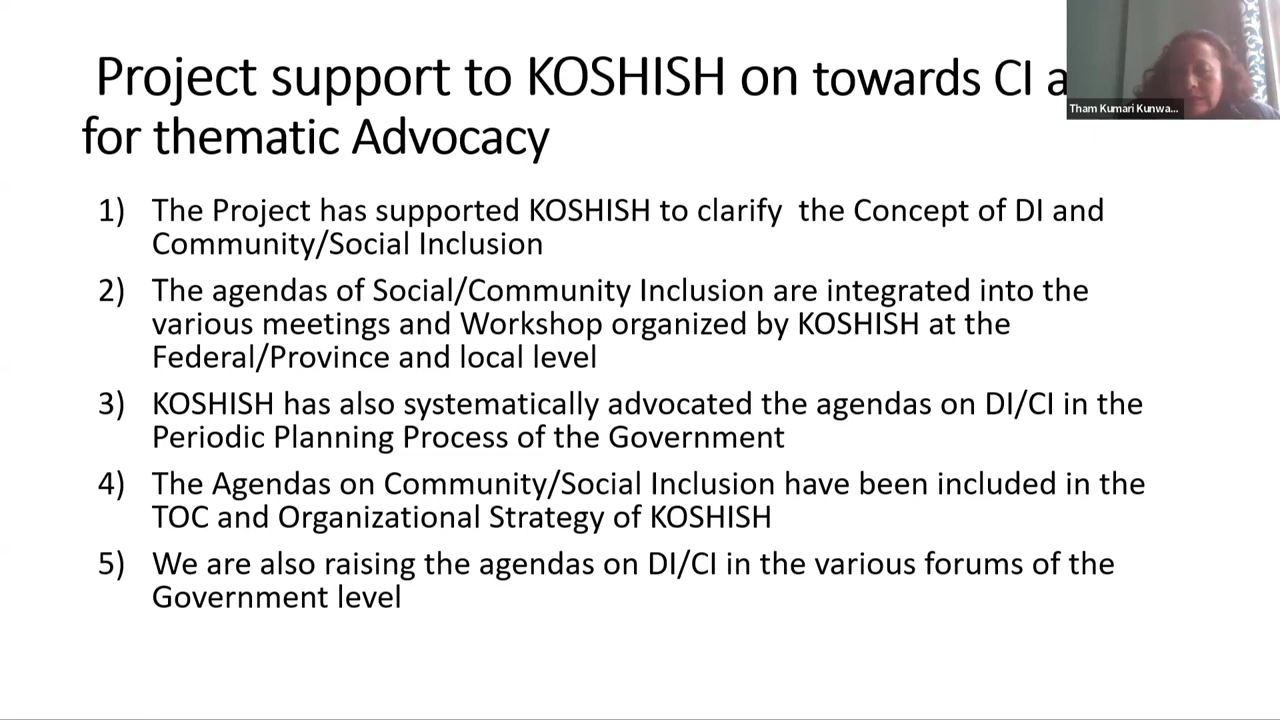 Project support to KOSHISH on towards CI a
for thematic Advocacy
Tham Kumari Kunwa...
1) The Project has supported KOSHISH to clarify the Concept of DI and
Community/Social Inclusion
2) The agendas of Social/Community Inclusion are integrated into the
various meetings and Workshop organized by KOSHISH at the
Federal/Province and local level
3) KOSHISH has also systematically advocated the agendas on DI/CI in the
Periodic Planning Process of the Government
4) The Agendas on Community/Social Inclusion have been included in the
TOC and Organizational Strategy of KOSHISH
5) We are also raising the agendas on DI/CI in the various forums of the
Government level